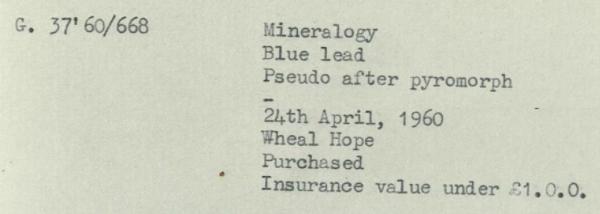 G. 37'60/668 Mineralogy
Blue lead
Pseudo after pyromorph
-
24th April, 1960
Wheal Hope
Purchased
Insurance value under £1.0.0.